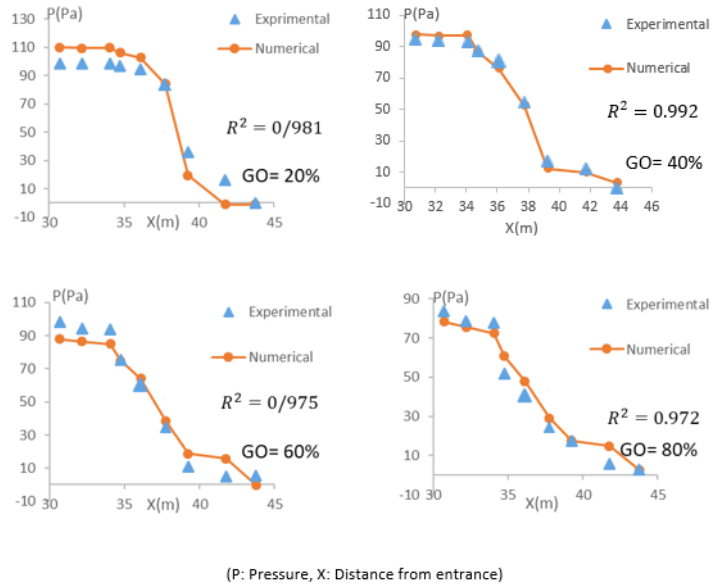 P(Pa)
110
90
70
50
30
10
-10
30 35 40 45
X(m)
Exprimental
Numerical
R² = 0/981
GO= 20%
P(Pa)
110
90
70
50
30
10
-10
30 32 34 36 38 40 42 44 46
X(m)
Experimental
Numerical
R² = 0.992
GO= 40%
P(Pa)
110
90
70
50
30
10
-10
30 35 40 45
X(m)
Experimental
Numerical
R² = 0/975
GO= 60%
P(Pa)
90
70
50
30
10
-10
30 35 40 45
X(m)
Experimental
Numerical
R² = 0.972
GO= 80%
(P: Pressure, X: Distance from entrance)